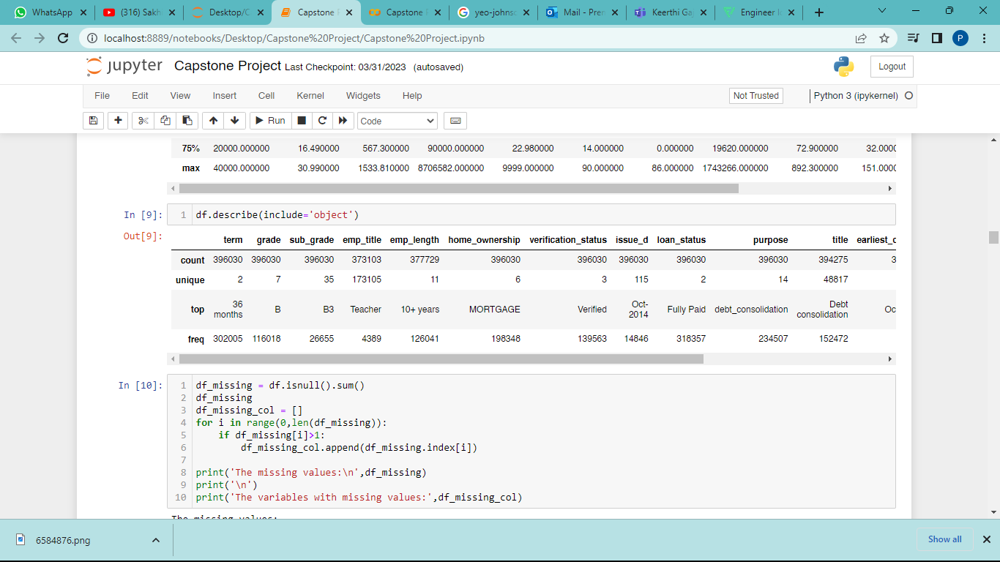 WhatsApp (316) Sakh Desktop/C Capstone P Capstone yeo-johnso Mail - Pren Keerthi Ga Engineer
localhost:8889/notebooks/Desktop/Capstone%20Project/Capstone%20Project.ipynb P
jupyter Capstone Project Last Checkpoint: 03/31/2023 (autosaved) Logout
File Edit View Insert Cell Kernel Widgets Help Not Trusted Python 3 (ipykernel)
Run Code
75% 20000.000000 16.490000 567.300000 90000.000000 22.980000 14.000000 0.000000 19620.000000 72.900000 32.0000
max 40000.000000 30.990000 1533.810000 8706582.000000 9999.000000 90.000000 86.000000 1743266.000000 892.300000 151.0000
In [9]: 1 df.describe(include='object')
Out[9]:
term grade sub_grade emp_title emp_length home_ownership verification_status issue_d loan_status purpose title earliest_c
count 396030 396030 396030 373103 377729 396030 396030 396030 396030 396030 394275 3
unique 2 7 35 173105 11 6 3 115 2 14 48817
top 36 months B B3 Teacher 10+ years MORTGAGE Verified Oct-2014 Fully Paid debt_consolidation Debt consolidation Oc
freq 302005 116018 26655 4389 126041 198348 139563 14846 318357 234507 152472
In [10]: 1 df_missing = df.isnull().sum()
2 df_missing
3 df_missing_col = []
4 for i in range(0,len(df_missing)):
5     if df_missing[i]>1:
6         df_missing_col.append(df_missing.index[i])
7
8 print('The missing values:\n',df_missing)
9 print('\n')
10 print('The variables with missing values:',df_missing_col)
The missing values:
6584876.png Show all